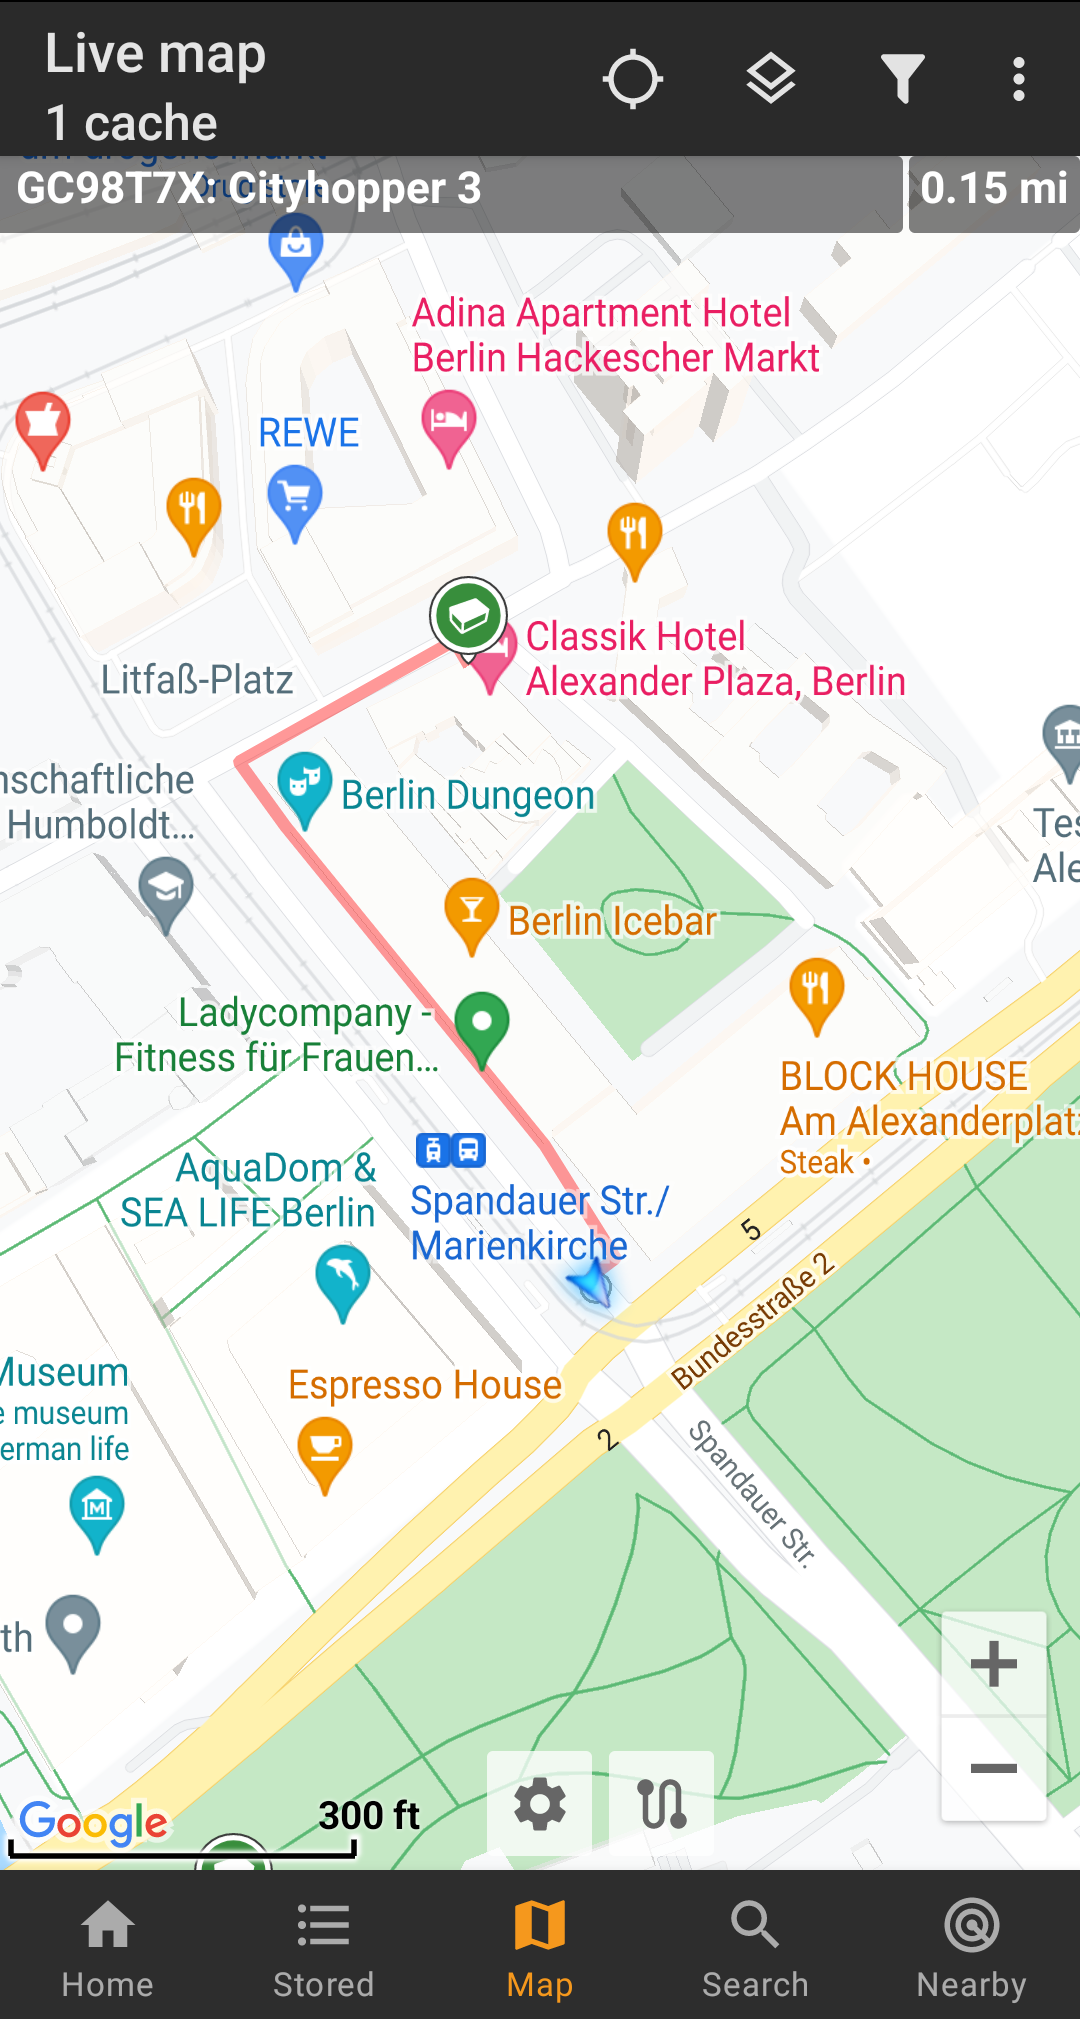 Live map
1 cache
GC98T7X: Cityhopper 3
0.15 mi
Adina Apartment Hotel
Berlin Hackescher Markt
REWE
Classik Hotel
Alexander Plaza, Berlin
Litfaß-Platz
nschaftliche
Humboldt...
Berlin Dungeon
Tes
Ale
Berlin Icebar
Ladycompany -
Fitness für Frauen...
BLOCK HOUSE
Am Alexanderplatz
Steak •
AquaDom &
SEA LIFE Berlin
Spandauer Str./
Marienkirche
5
Bundesstraße 2
Museum
e museum
erman life
Espresso House
2
Spandauer Str.
th
Google
300 ft
Home
Stored
Map
Search
Nearby